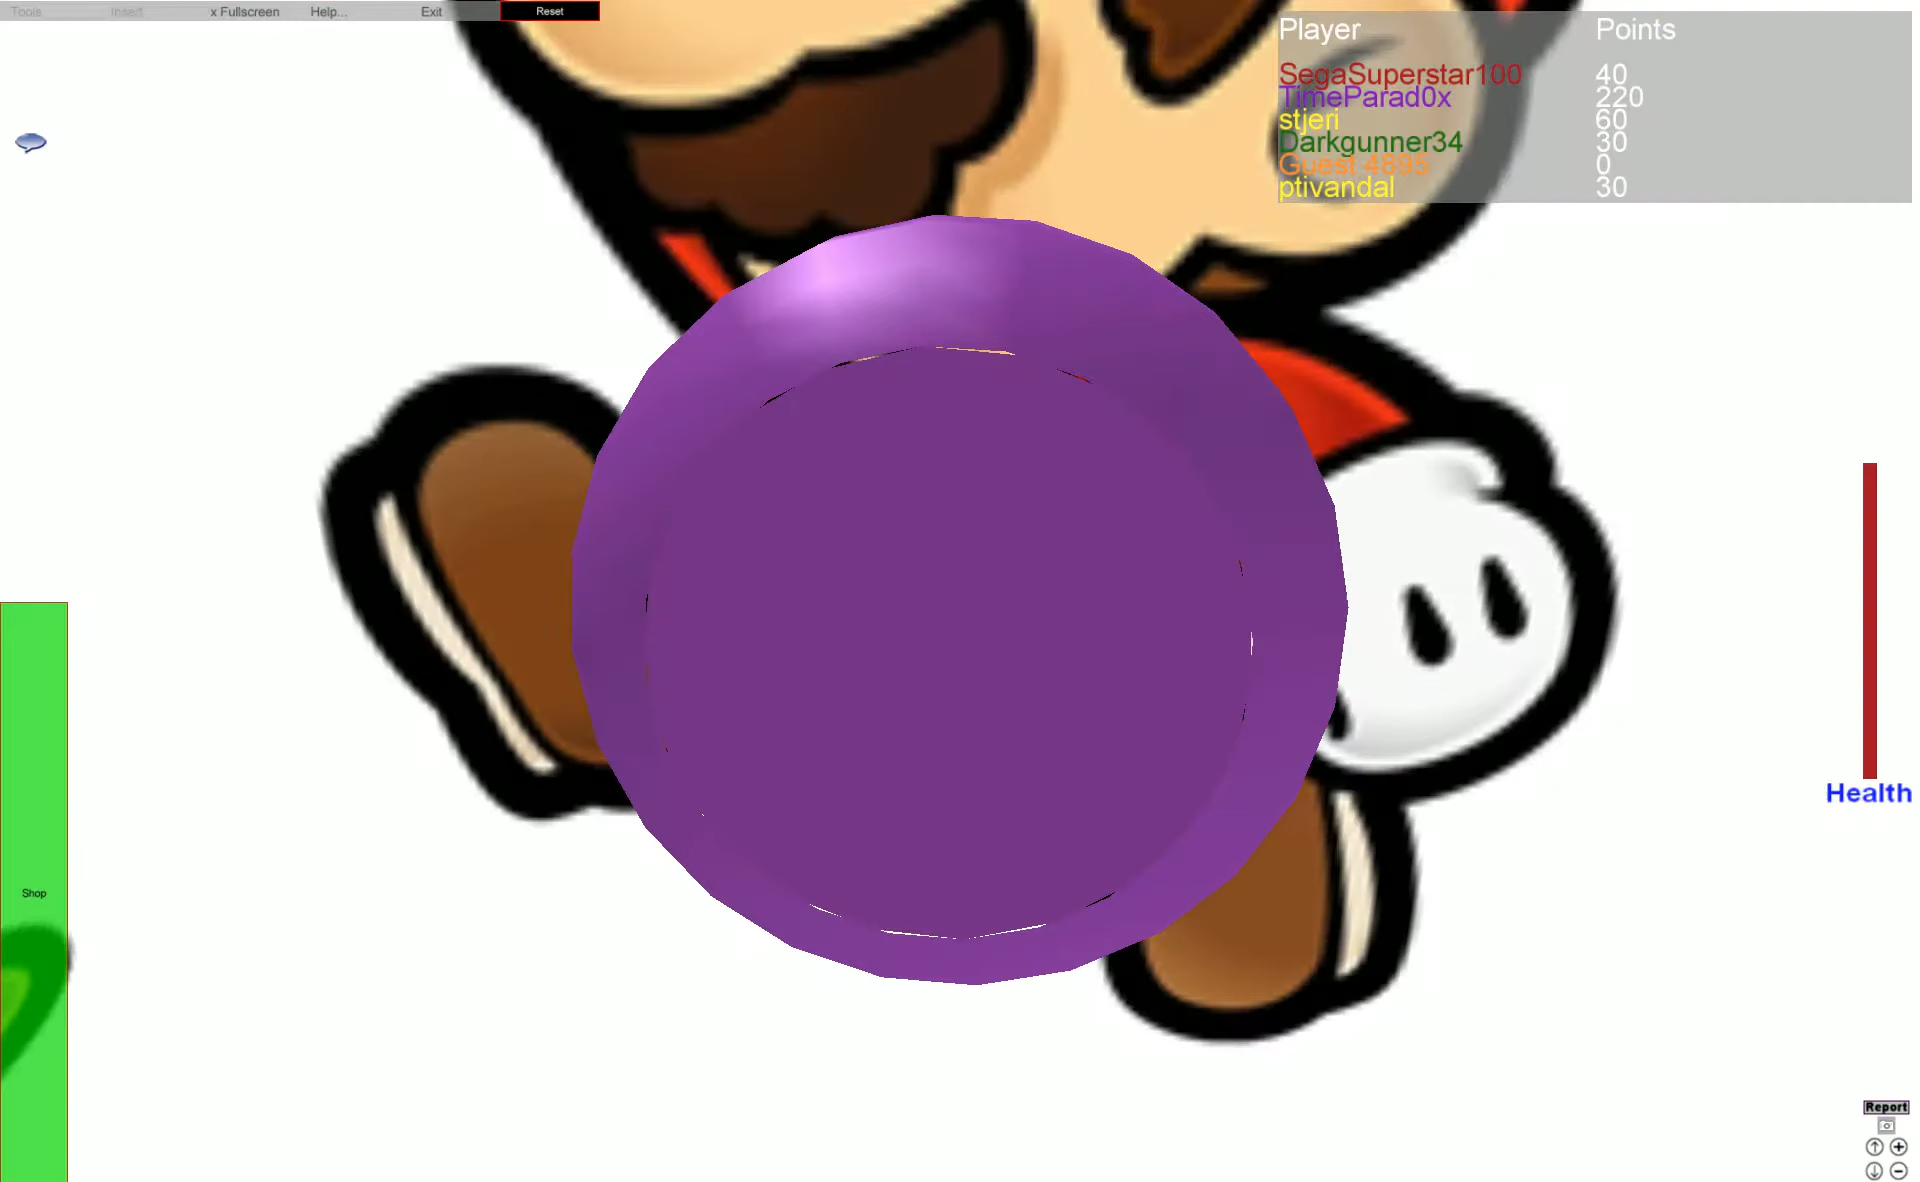 Tools Insert x Fullscreen Help... Exit Reset
Player Points
SegaSuperstar100 40
TimeParad0x 220
stjeri 60
Darkgunner34 30
Guest 4895 0
ptivandal 30
Health
Shop
Report